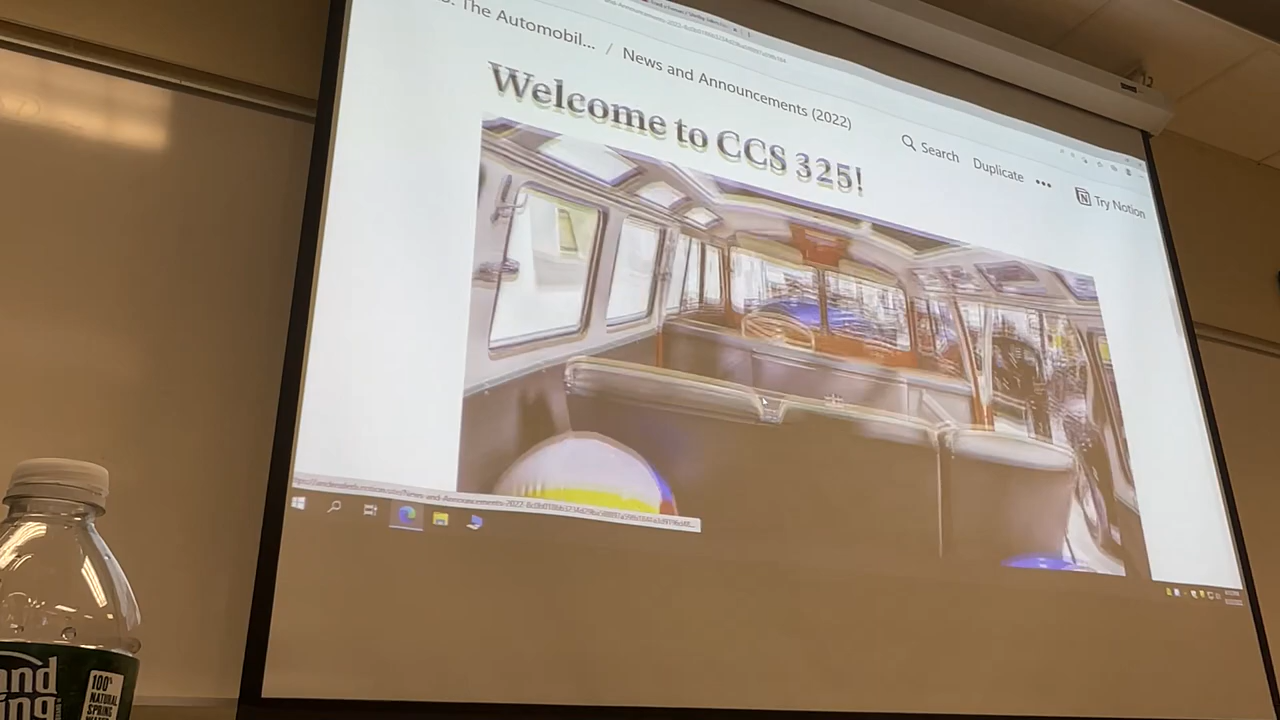 The Automobil... / News and Announcements (2022)
Search Duplicate •••
Try Notion
Welcome to CCS 325!
100%
NATURAL
SPRING